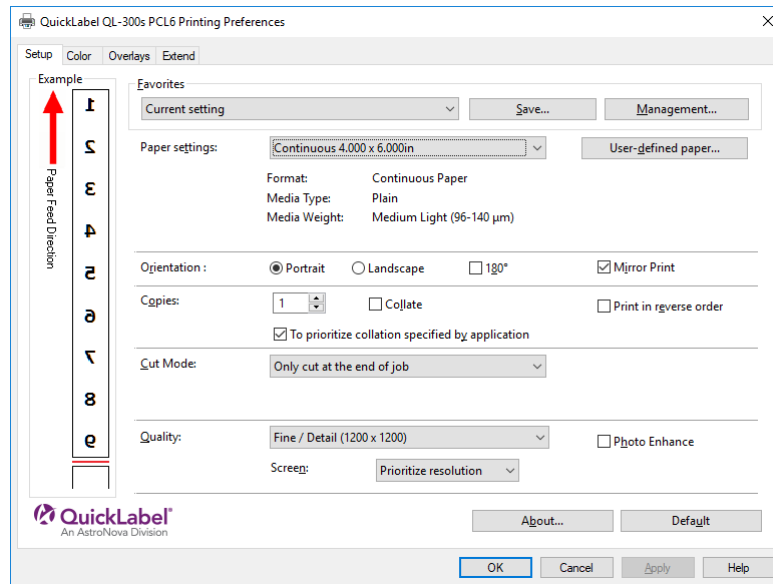 QuickLabel QL-300s PCL6 Printing Preferences
Setup Color Overlays Extend
Example
Paper Feed Direction
1
2
3
4
5
6
7
8
9
Favorites
Current setting Save... Management...
Paper settings: Continuous 4.000 x 6.000in User-defined paper...
Format: Continuous Paper
Media Type: Plain
Media Weight: Medium Light (96-140 μm)
Orientation : Portrait Landscape 180° Mirror Print
Copies: 1 Collate Print in reverse order
To prioritize collation specified by application
Cut Mode: Only cut at the end of job
Quality: Fine / Detail (1200 x 1200) Photo Enhance
Screen: Prioritize resolution
QuickLabel®
An AstroNova Division
About... Default
OK Cancel Apply Help